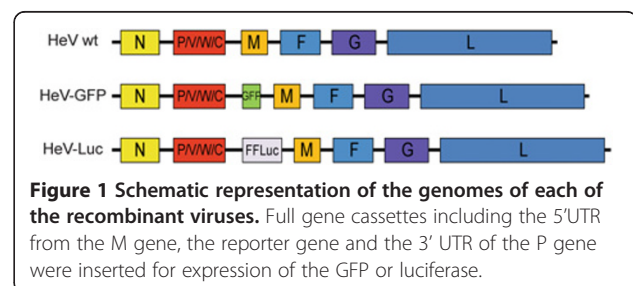 HeV wt N P/V/W/C M F G L
HeV-GFP N P/V/W/C GFP M F G L
HeV-Luc N P/V/W/C FFLuc M F G L
Figure 1 Schematic representation of the genomes of each of
the recombinant viruses. Full gene cassettes including the 5'UTR
from the M gene, the reporter gene and the 3' UTR of the P gene
were inserted for expression of the GFP or luciferase.